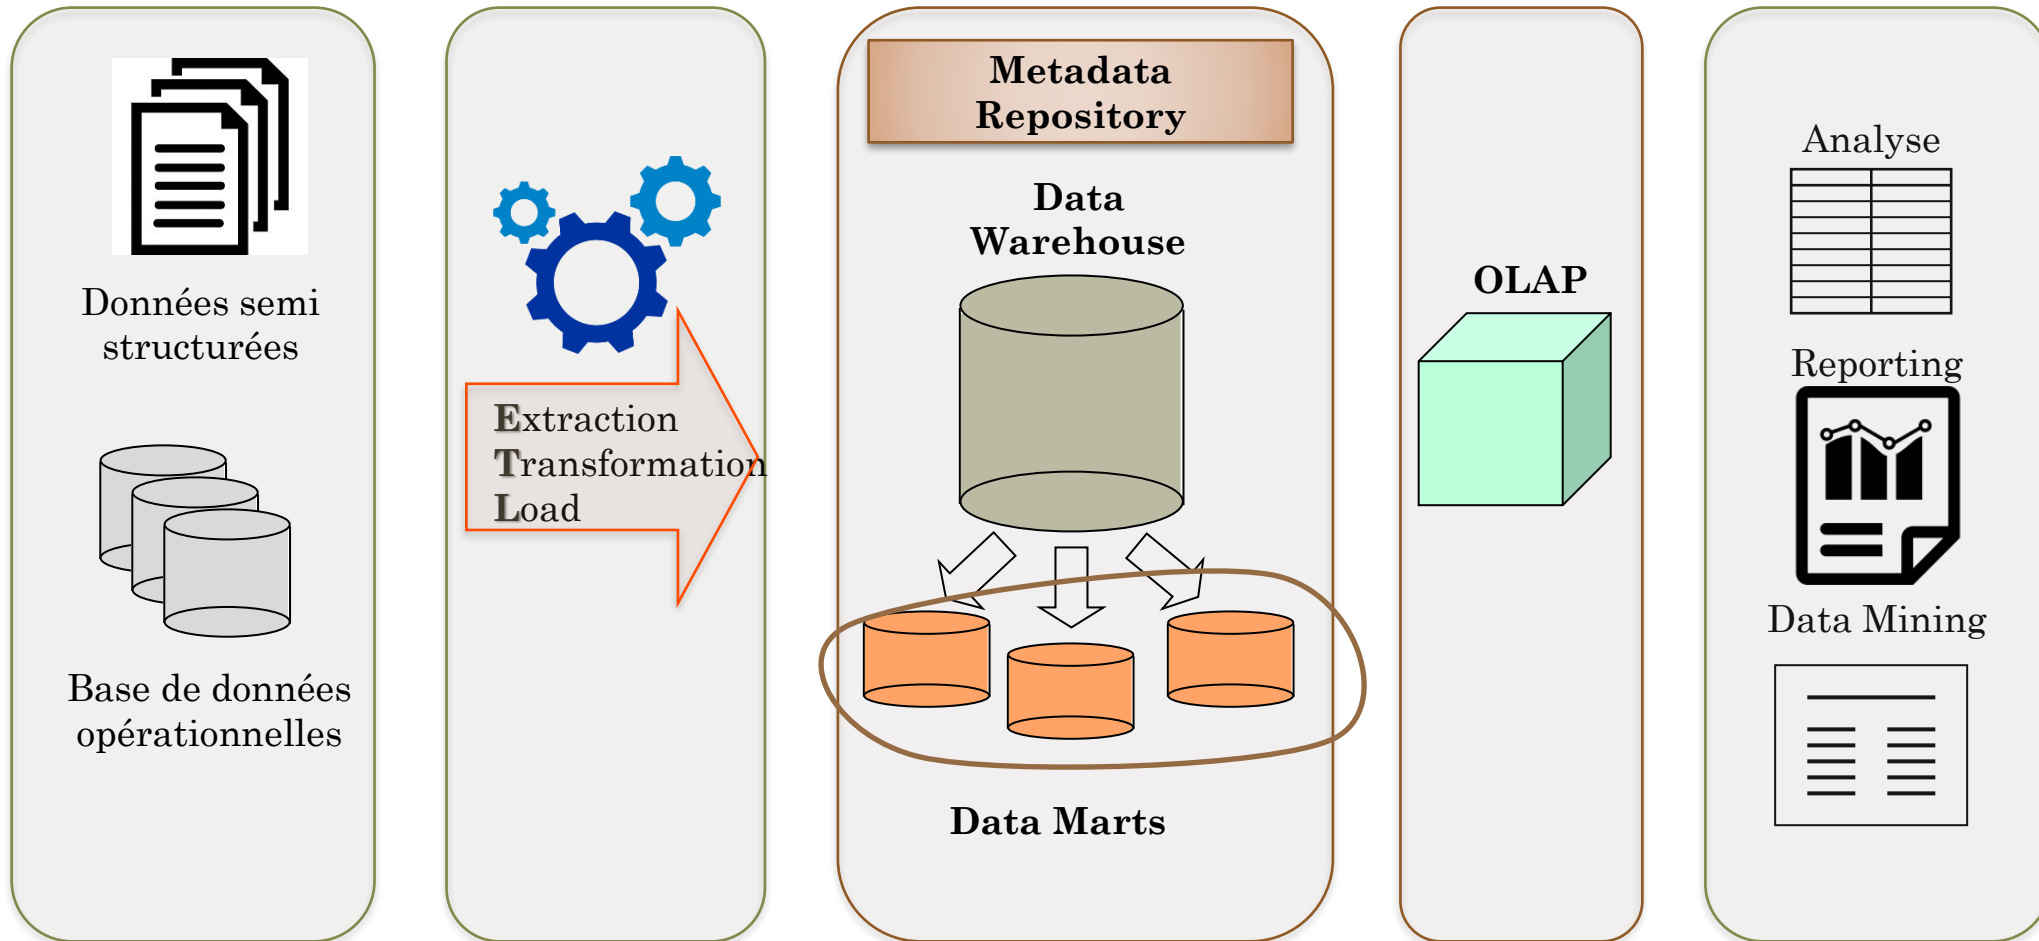 Données semi
structurées
Base de données
opérationnelles
Extraction
Transformation
Load
Metadata
Repository
Data
Warehouse
Data Marts
OLAP
Analyse
Reporting
Data Mining